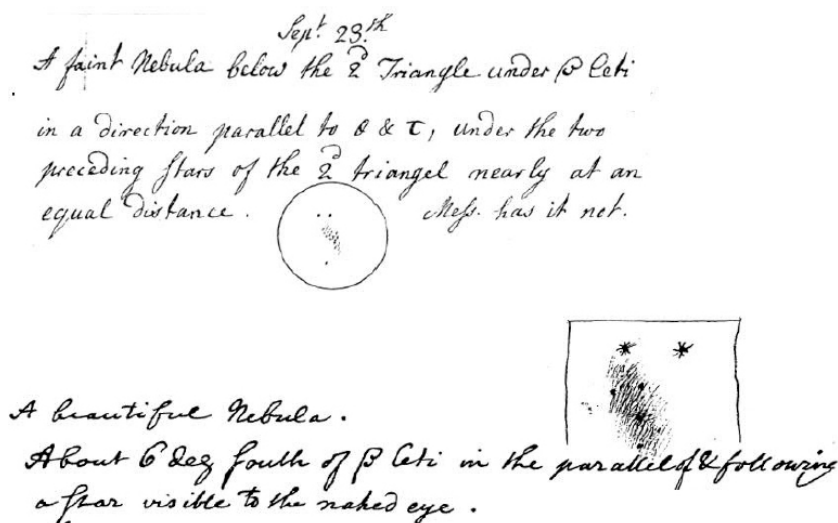 Sept. 23.th
A faint Nebula below the 2d Triangle under β Ceti
in a direction parallel to θ & τ, under the two
preceding stars of the 2d triangel nearly at an
equal distance. Mess. has it not.
A beautiful Nebula.
About 6 deg South of β Ceti in the parallel of & following
a star visible to the naked eye.